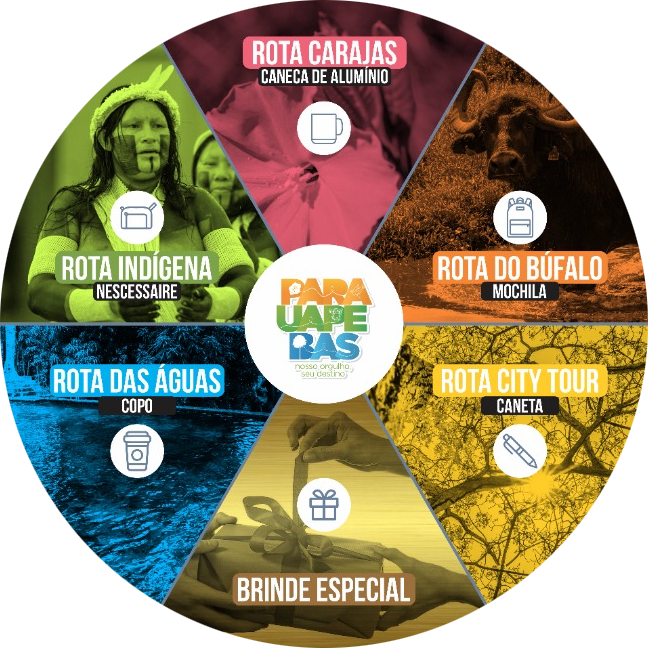 ROTA CARAJAS
CANECA DE ALUMÍNIO
ROTA INDÍGENA
NESCESSAIRE
ROTA DO BÚFALO
MOCHILA
PARA
UAPE
BAS
nosso orgulho,
seu destino
ROTA DAS ÁGUAS
COPO
ROTA CITY TOUR
CANETA
BRINDE ESPECIAL